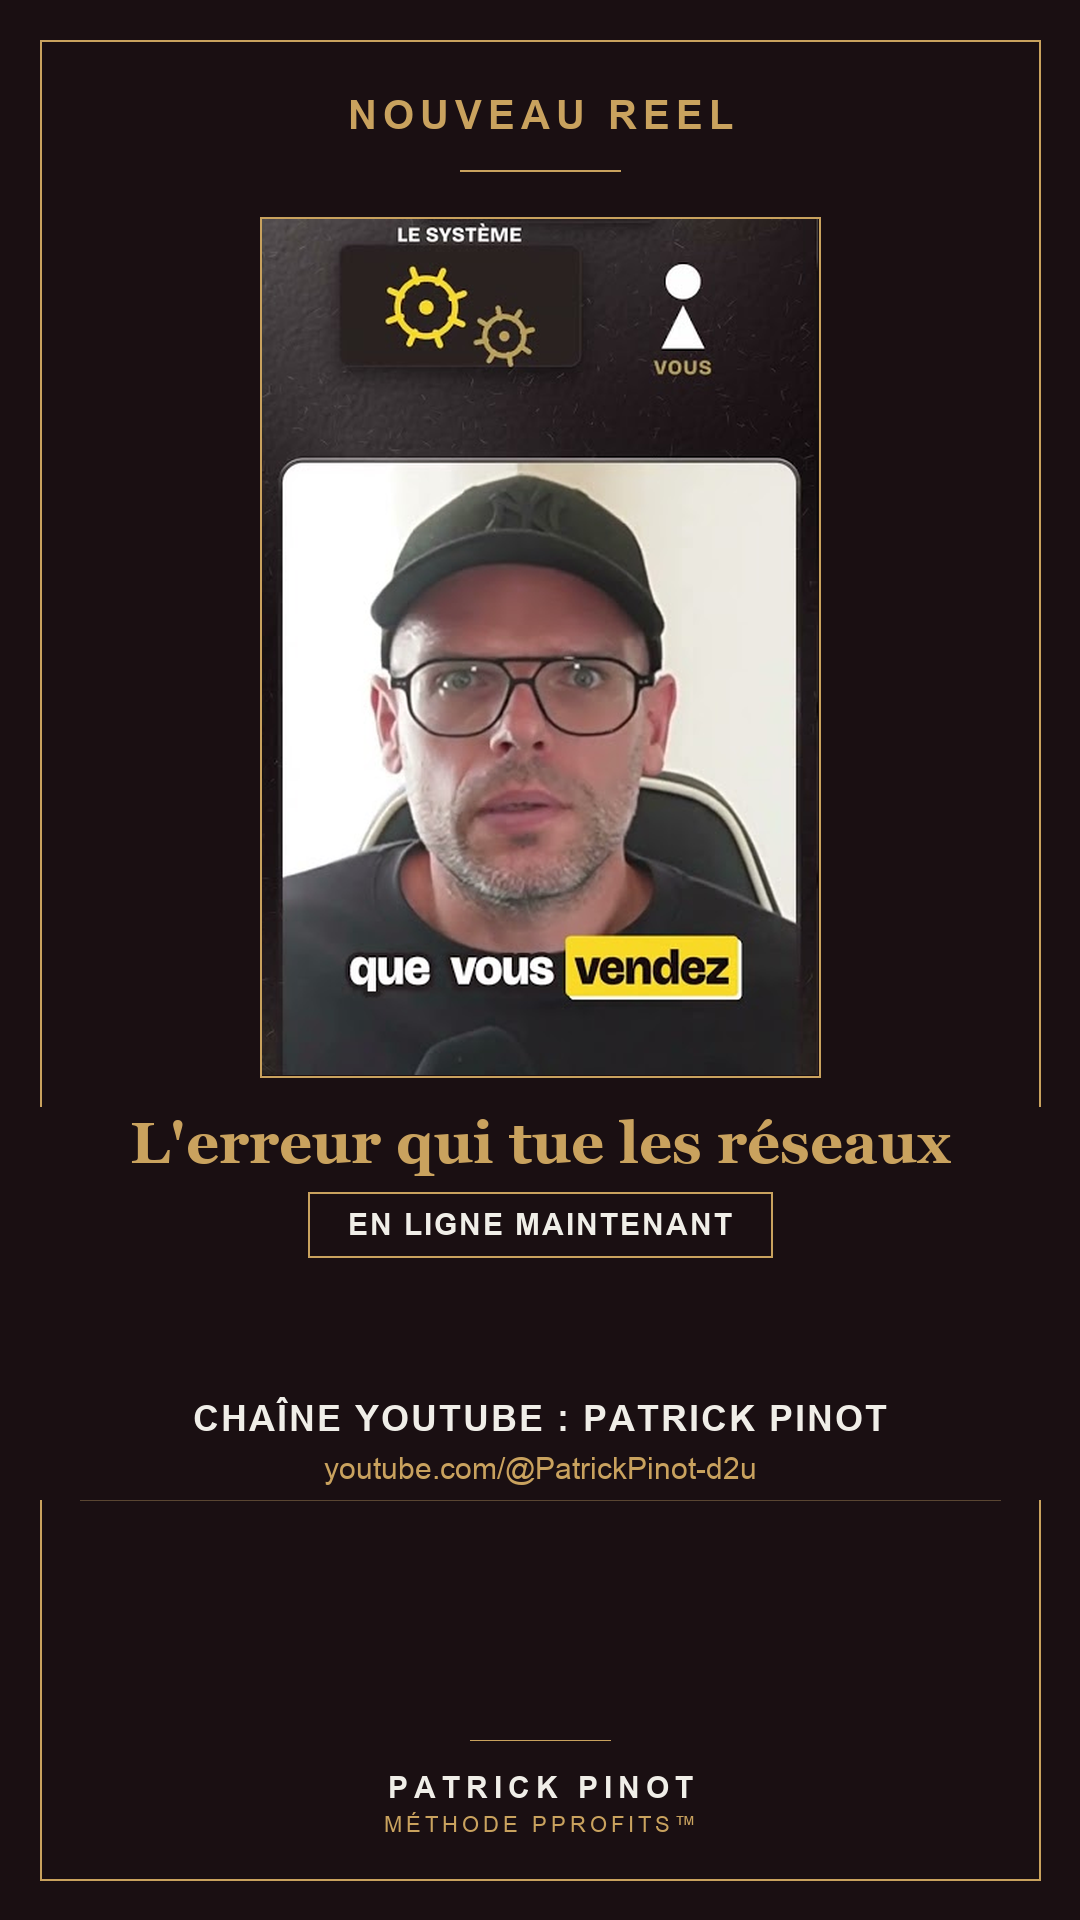 NOUVEAU REEL
LE SYSTÈME
VOUS
que vous vendez
L'erreur qui tue les réseaux
EN LIGNE MAINTENANT
CHAÎNE YOUTUBE : PATRICK PINOT
youtube.com/@PatrickPinot-d2u
PATRICK PINOT
MÉTHODE PPROFITS™